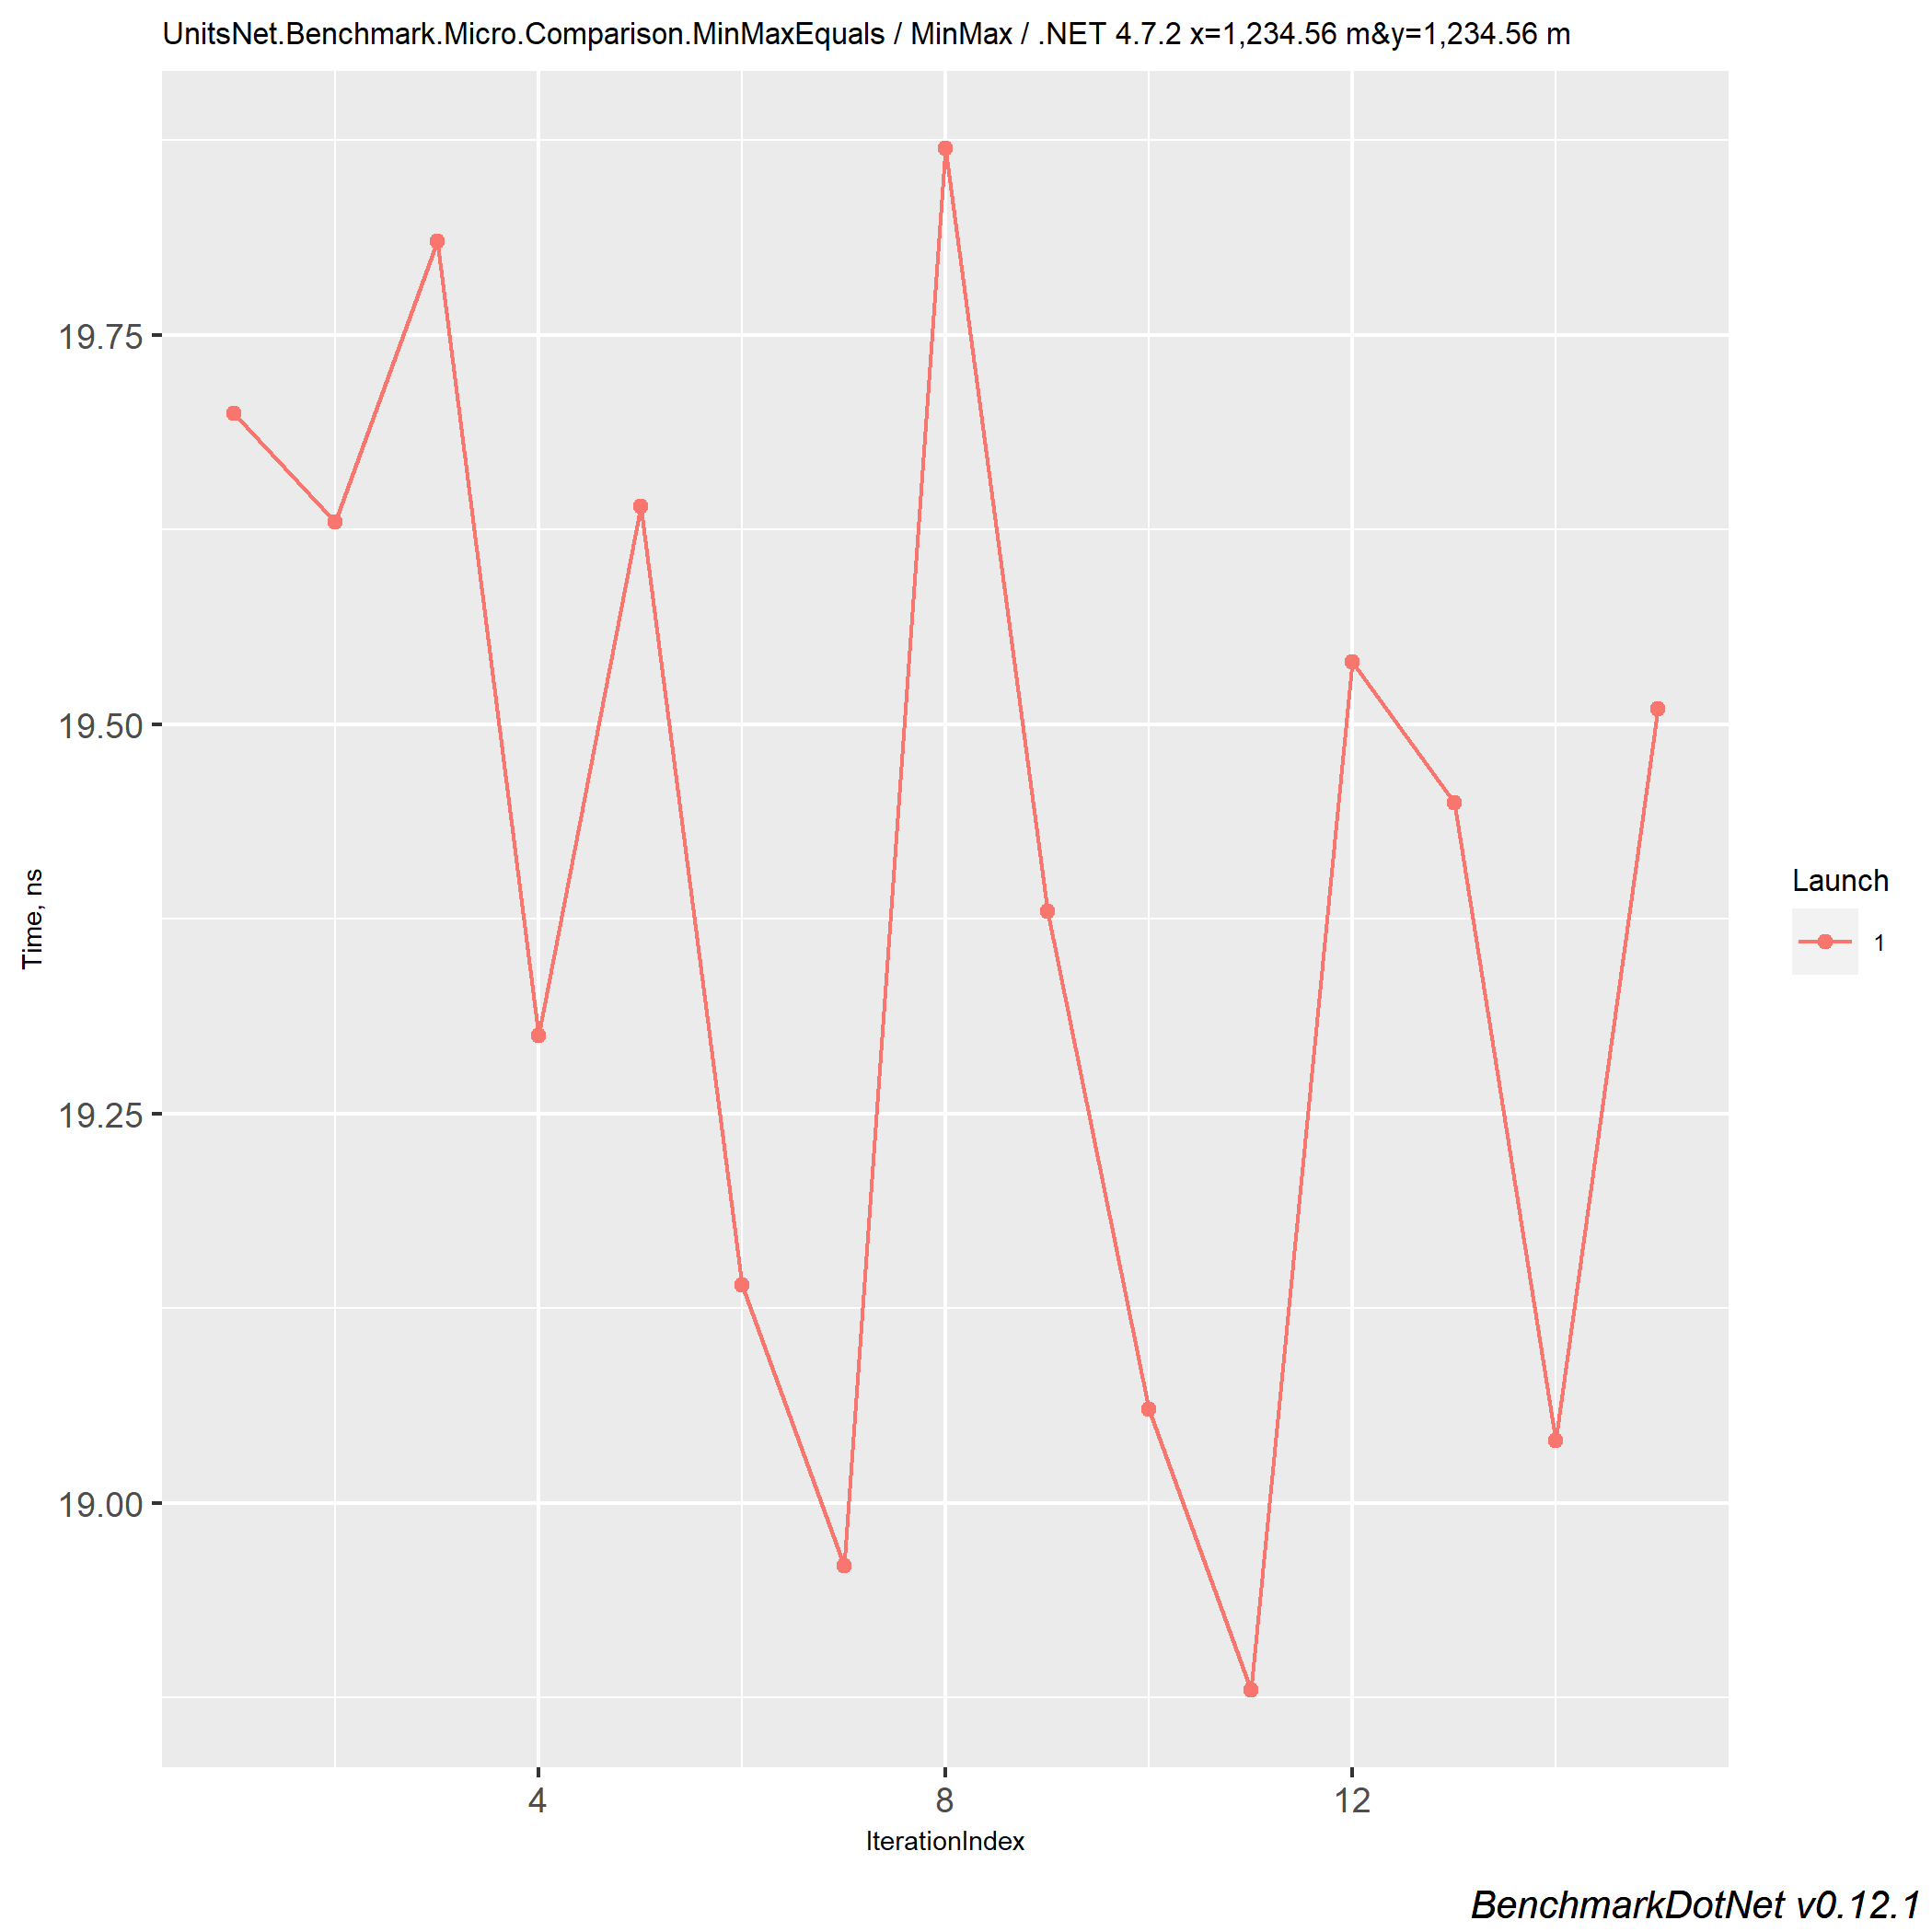 UnitsNet.Benchmark.Micro.Comparison.MinMaxEquals / MinMax / .NET 4.7.2 x=1,234.56 m&y=1,234.56 m
19.75
19.50
19.25
19.00
Time, ns
4 8 12
IterationIndex
Launch
1
BenchmarkDotNet v0.12.1